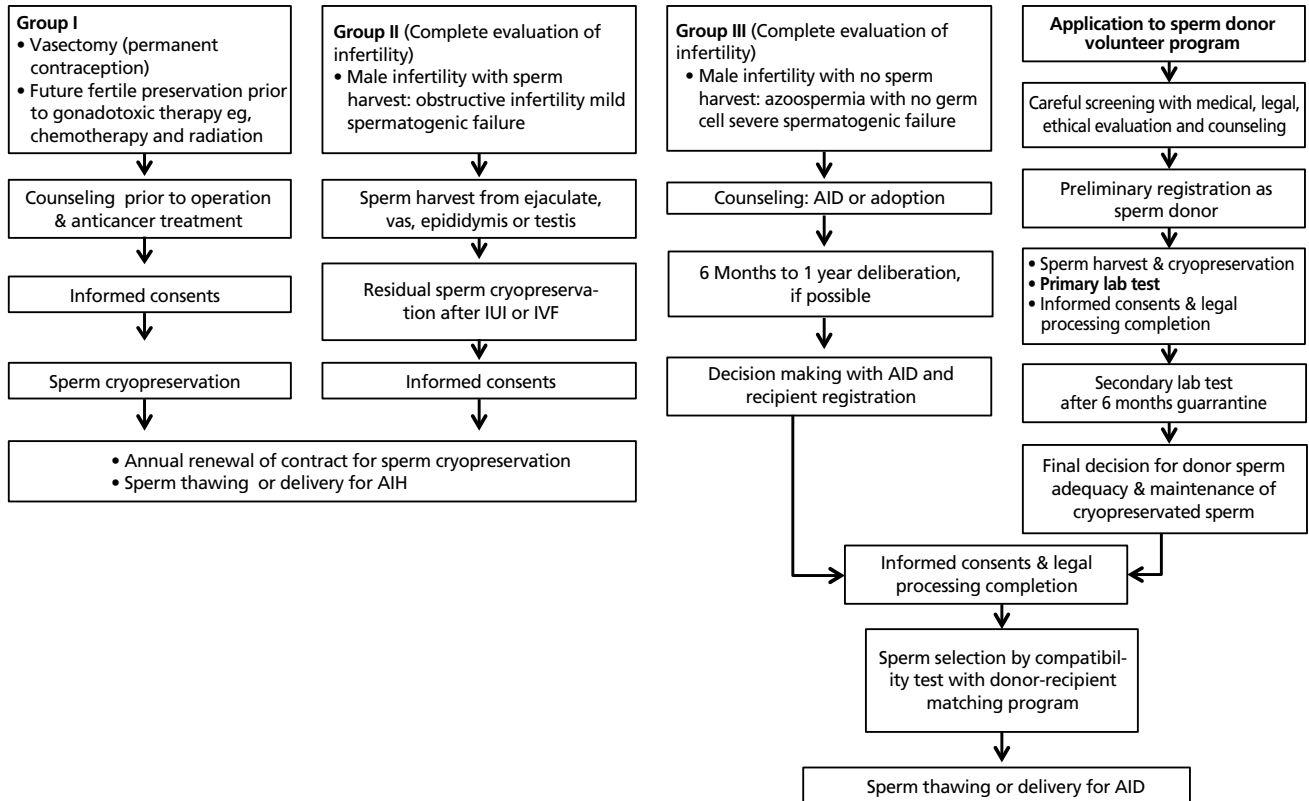 Group I
• Vasectomy (permanent
contraception)
• Future fertile preservation prior
to gonadotoxic therapy eg,
chemotherapy and radiation
Counseling prior to operation
& anticancer treatment
Informed consents
Sperm cryopreservation
Group II (Complete evaluation of
infertility)
• Male infertility with sperm
harvest: obstructive infertility mild
spermatogenic failure
Sperm harvest from ejaculate,
vas, epididymis or testis
Residual sperm cryopreserva-
tion after IUI or IVF
Informed consents
• Annual renewal of contract for sperm cryopreservation
• Sperm thawing or delivery for AIH
Group III (Complete evaluation of
infertility)
• Male infertility with no sperm
harvest: azoospermia with no germ
cell severe spermatogenic failure
Counseling: AID or adoption
6 Months to 1 year deliberation,
if possible
Decision making with AID and
recipient registration
Application to sperm donor
volunteer program
Careful screening with medical, legal,
ethical evaluation and counseling
Preliminary registration as
sperm donor
• Sperm harvest & cryopreservation
• Primary lab test
• Informed consents & legal
processing completion
Secondary lab test
after 6 months guarrantine
Final decision for donor sperm
adequacy & maintenance of
cryopreservated sperm
Informed consents & legal
processing completion
Sperm selection by compatibil-
ity test with donor-recipient
matching program
Sperm thawing or delivery for AID